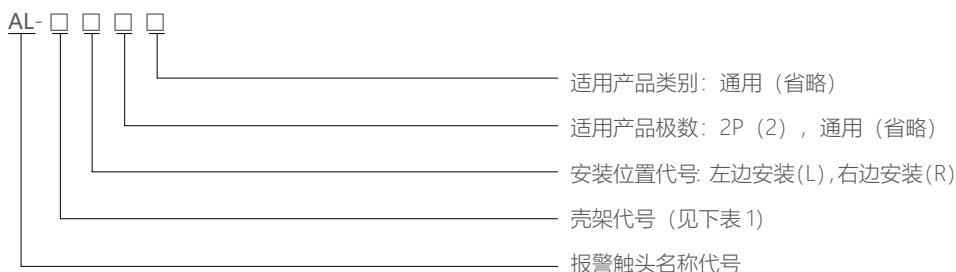 AL-□ □ □ □
适用产品类别：通用（省略）
适用产品极数：2P（2），通用（省略）
安装位置代号: 左边安装(L),右边安装(R)
壳架代号（见下表1）
报警触头名称代号